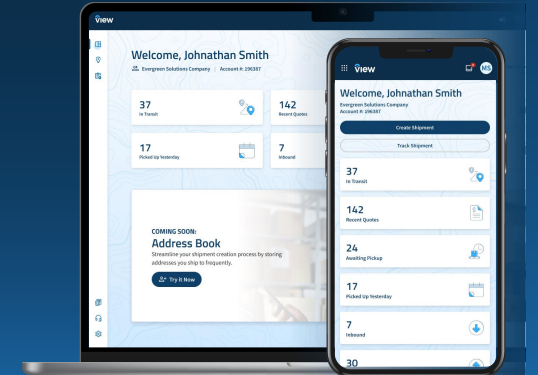 view
Welcome, Johnathan Smith
Evergreen Solutions Company | Account #: 196387
37
In Transit
142
Recent Quotes
17
Picked Up Yesterday
7
Inbound
COMING SOON:
Address Book
Streamline your shipment creation process by storing
addresses you ship to frequently.
Try it Now
view
MS
Welcome, Johnathan Smith
Evergreen Solutions Company
Account #: 196387
Create Shipment
Track Shipment
37
In Transit
142
Recent Quotes
24
Awaiting Pickup
17
Picked Up Yesterday
7
Inbound
30